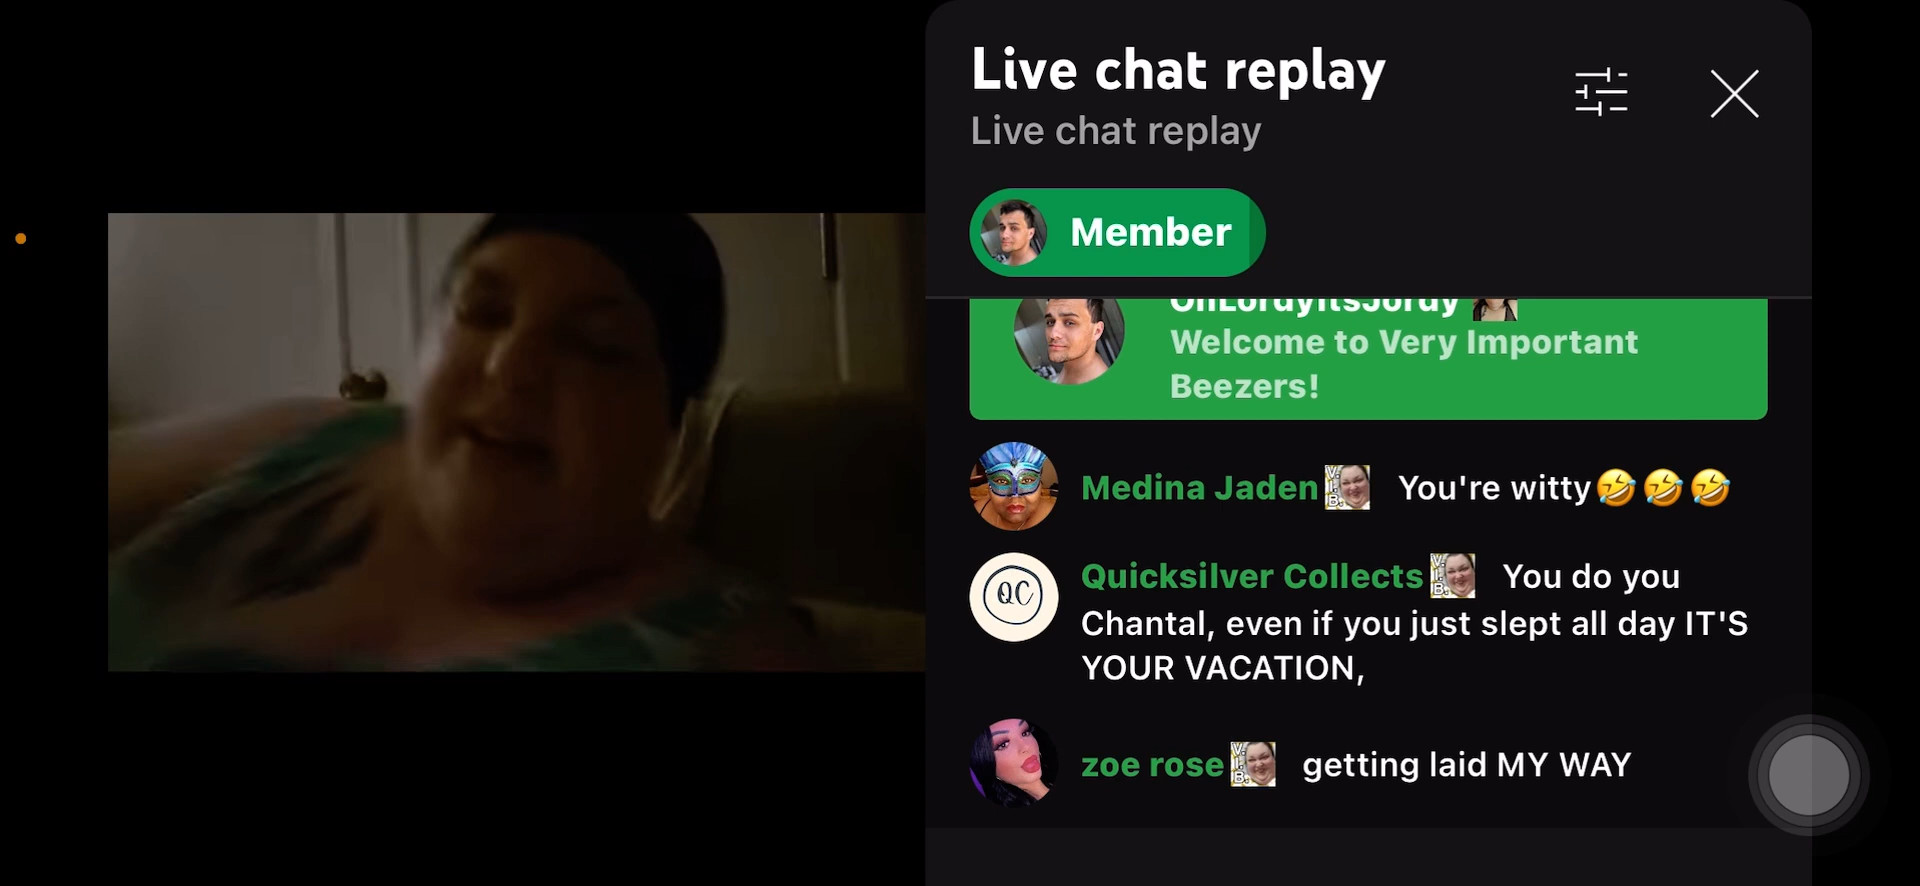 Live chat replay
Live chat replay
Member
OhLordyItsJordy
Welcome to Very Important
Beezers!
Medina Jaden V.I.B. You're witty🤣🤣🤣
QC
Quicksilver Collects V.I.B. You do you
Chantal, even if you just slept all day IT'S
YOUR VACATION,
zoe rose V.I.B. getting laid MY WAY